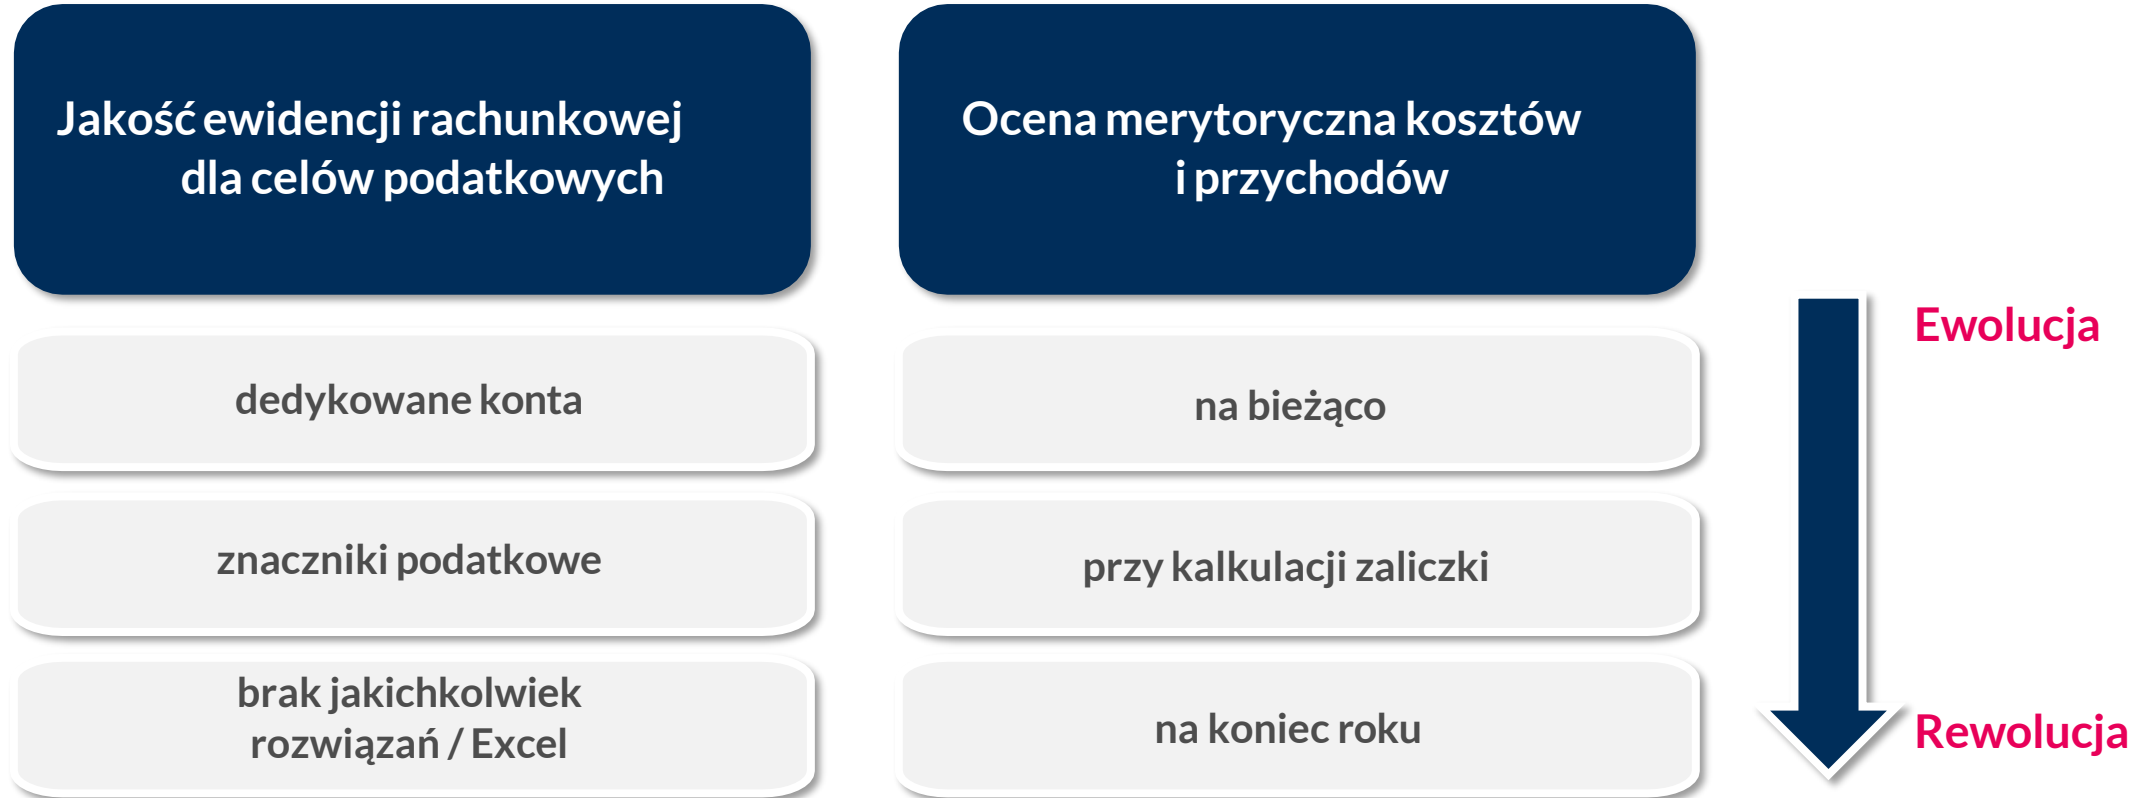 Jakość ewidencji rachunkowej
dla celów podatkowych
Ocena merytoryczna kosztów
i przychodów
Ewolucja
dedykowane konta
na bieżąco
znaczniki podatkowe
przy kalkulacji zaliczki
brak jakichkolwiek
rozwiązań / Excel
na koniec roku
Rewolucja